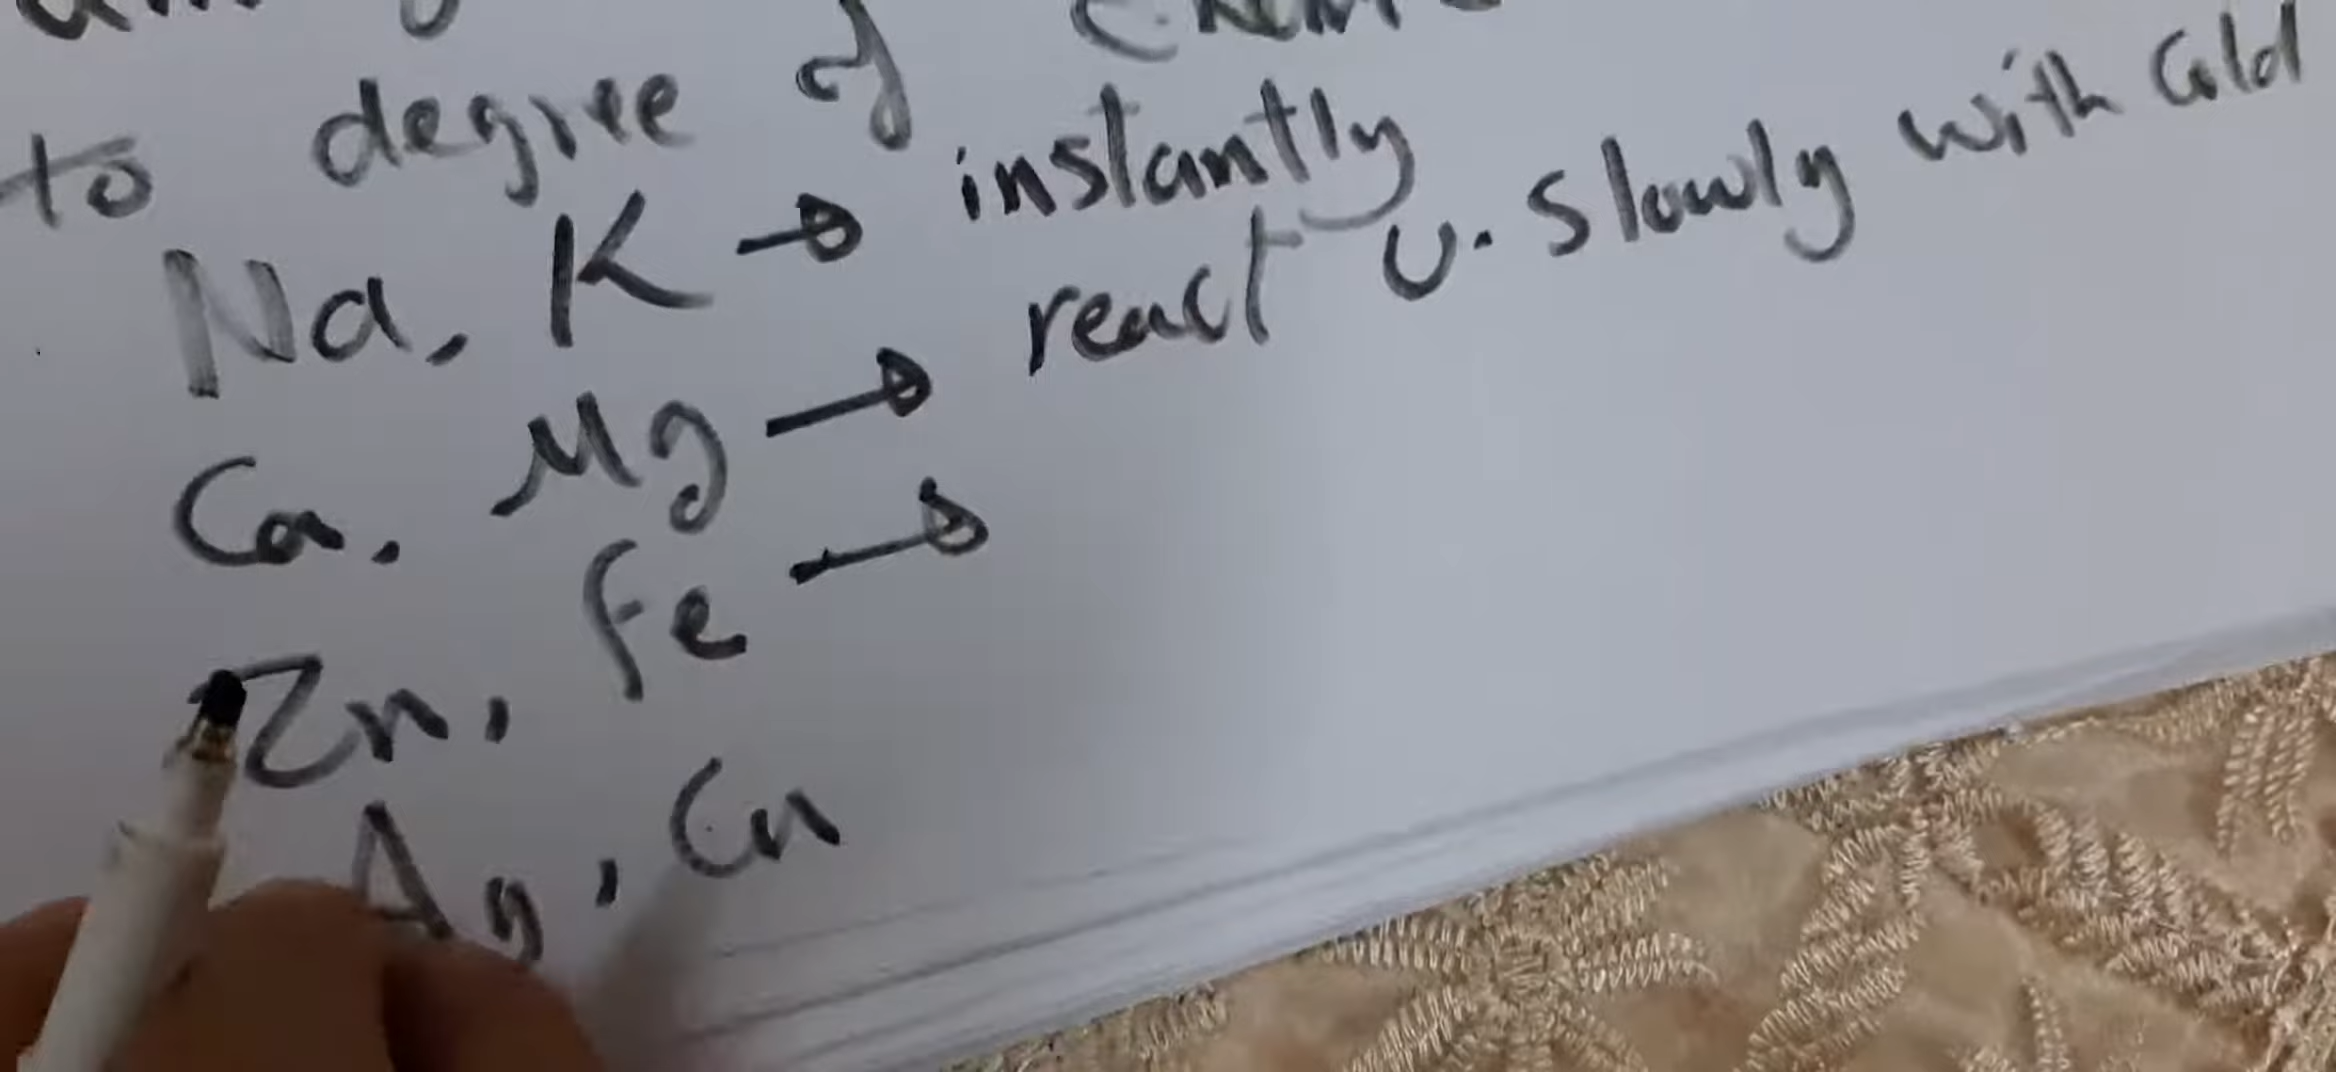 to degree of
Na, K → instantly
Ca, Mg → react v. slowly with Cold
Zn, Fe →
Ag, Cu